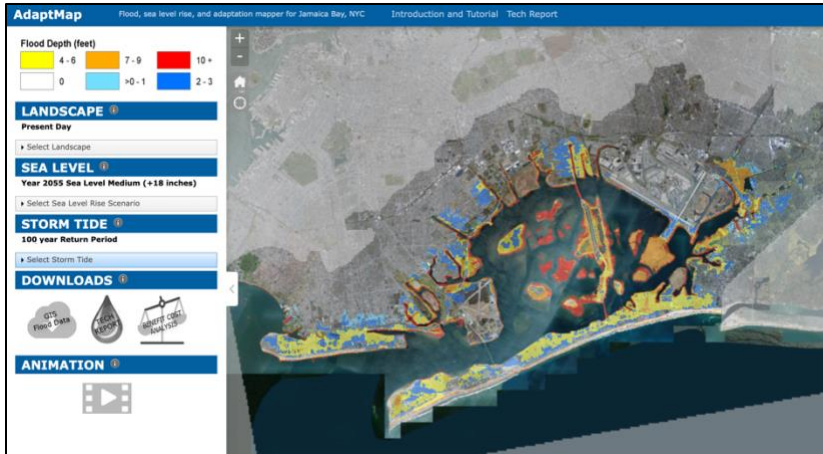 AdaptMap
Flood, sea level rise, and adaptation mapper for Jamaica Bay, NYC
Introduction and Tutorial
Tech Report
Flood Depth (feet)
4 - 6
7 - 9
10 +
0
>0 - 1
2 - 3
LANDSCAPE
Present Day
Select Landscape
SEA LEVEL
Year 2055 Sea Level Medium (+18 inches)
Select Sea Level Rise Scenario
STORM TIDE
100 year Return Period
Select Storm Tide
DOWNLOADS
GIS
Flood Data
TECH
REPORT
BENEFIT COST
ANALYSIS
ANIMATION